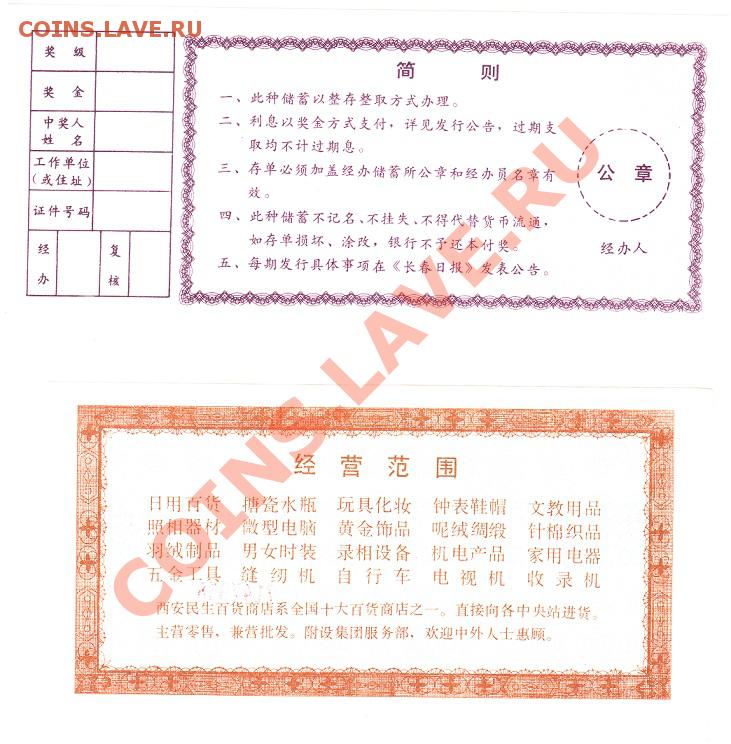 COINS.LAVE.RU
奖 级
奖 金
中奖人
姓 名
工作单位
(或住址)
证件号码
经办
复核
简 则
一、此种储蓄以整存整取方式办理。
二、利息以奖金方式支付，详见发行公告，过期支
取均不计过期息。
三、存单必须加盖经办储蓄所公章和经办员名章有
效。
四、此种储蓄不记名、不挂失、不得代替货币流通，
如存单损坏、涂改，银行不予还本付奖。
五、每期发行具体事项在《长春日报》发表公告。
公 章
经办人
COINS.LAVE.RU
经营范围
日用百货 搪瓷水瓶 玩具化妆 钟表鞋帽 文教用品
照相器材 微型电脑 黄金饰品 呢绒绸缎 针棉织品
羽绒制品 男女时装 录相设备 机电产品 家用电器
五金工具 缝纫机 自行车 电视机 收录机
西安民生百货商店系全国十大百货商店之一。直接向各中央站进货。
主营零售，兼营批发。附设集团服务部，欢迎中外人士惠顾。